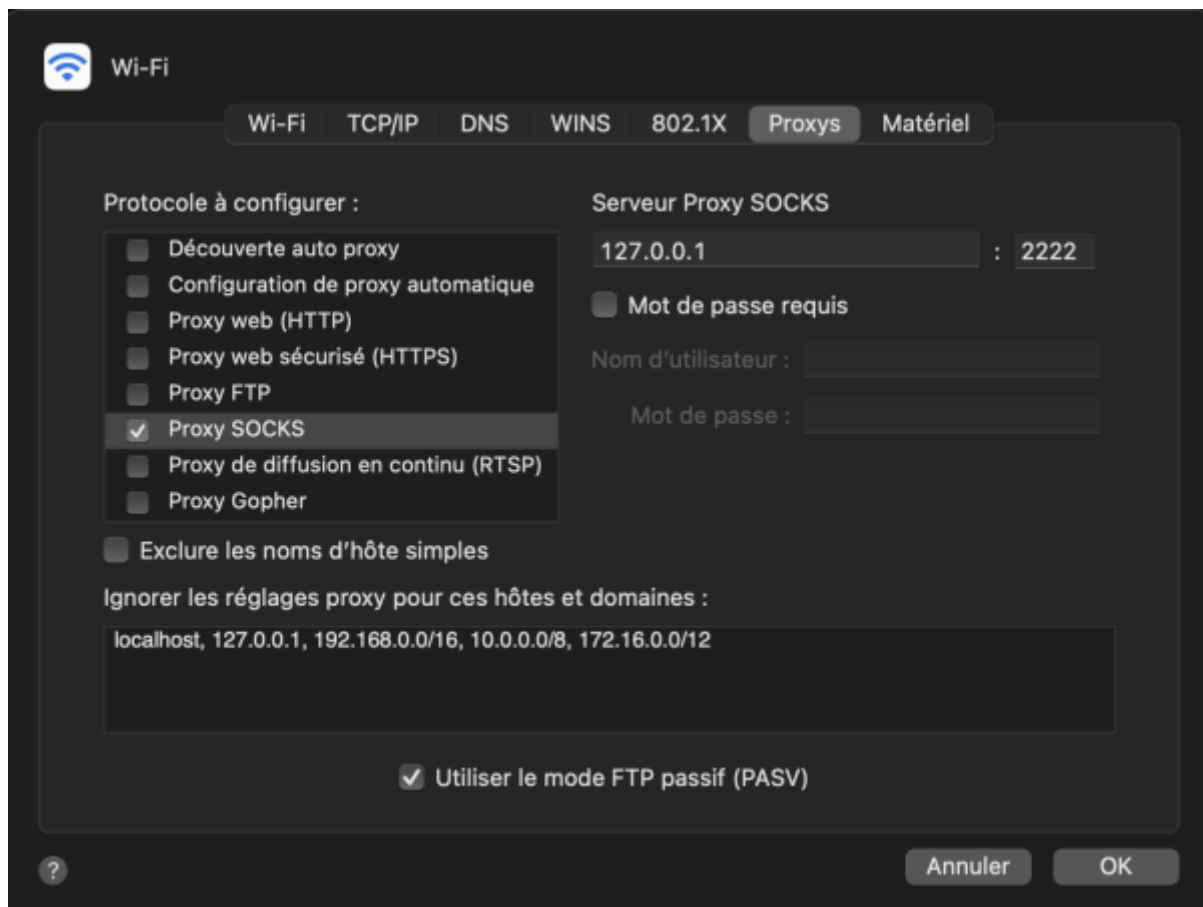 Wi-Fi
Wi-Fi TCP/IP DNS WINS 802.1X Proxys Matériel
Protocole à configurer :
Découverte auto proxy
Configuration de proxy automatique
Proxy web (HTTP)
Proxy web sécurisé (HTTPS)
Proxy FTP
Proxy SOCKS
Proxy de diffusion en continu (RTSP)
Proxy Gopher
Serveur Proxy SOCKS
127.0.0.1 : 2222
Mot de passe requis
Nom d'utilisateur :
Mot de passe :
Exclure les noms d'hôte simples
Ignorer les réglages proxy pour ces hôtes et domaines :
localhost, 127.0.0.1, 192.168.0.0/16, 10.0.0.0/8, 172.16.0.0/12
Utiliser le mode FTP passif (PASV)
? Annuler OK